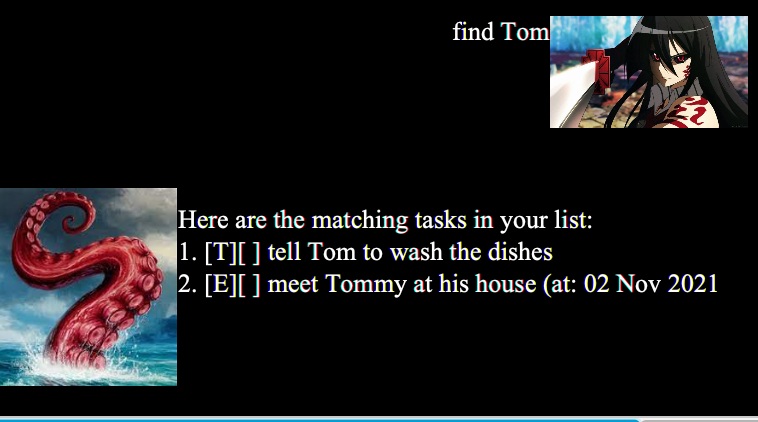 find Tom
Here are the matching tasks in your list:
1. [T][ ] tell Tom to wash the dishes
2. [E][ ] meet Tommy at his house (at: 02 Nov 2021